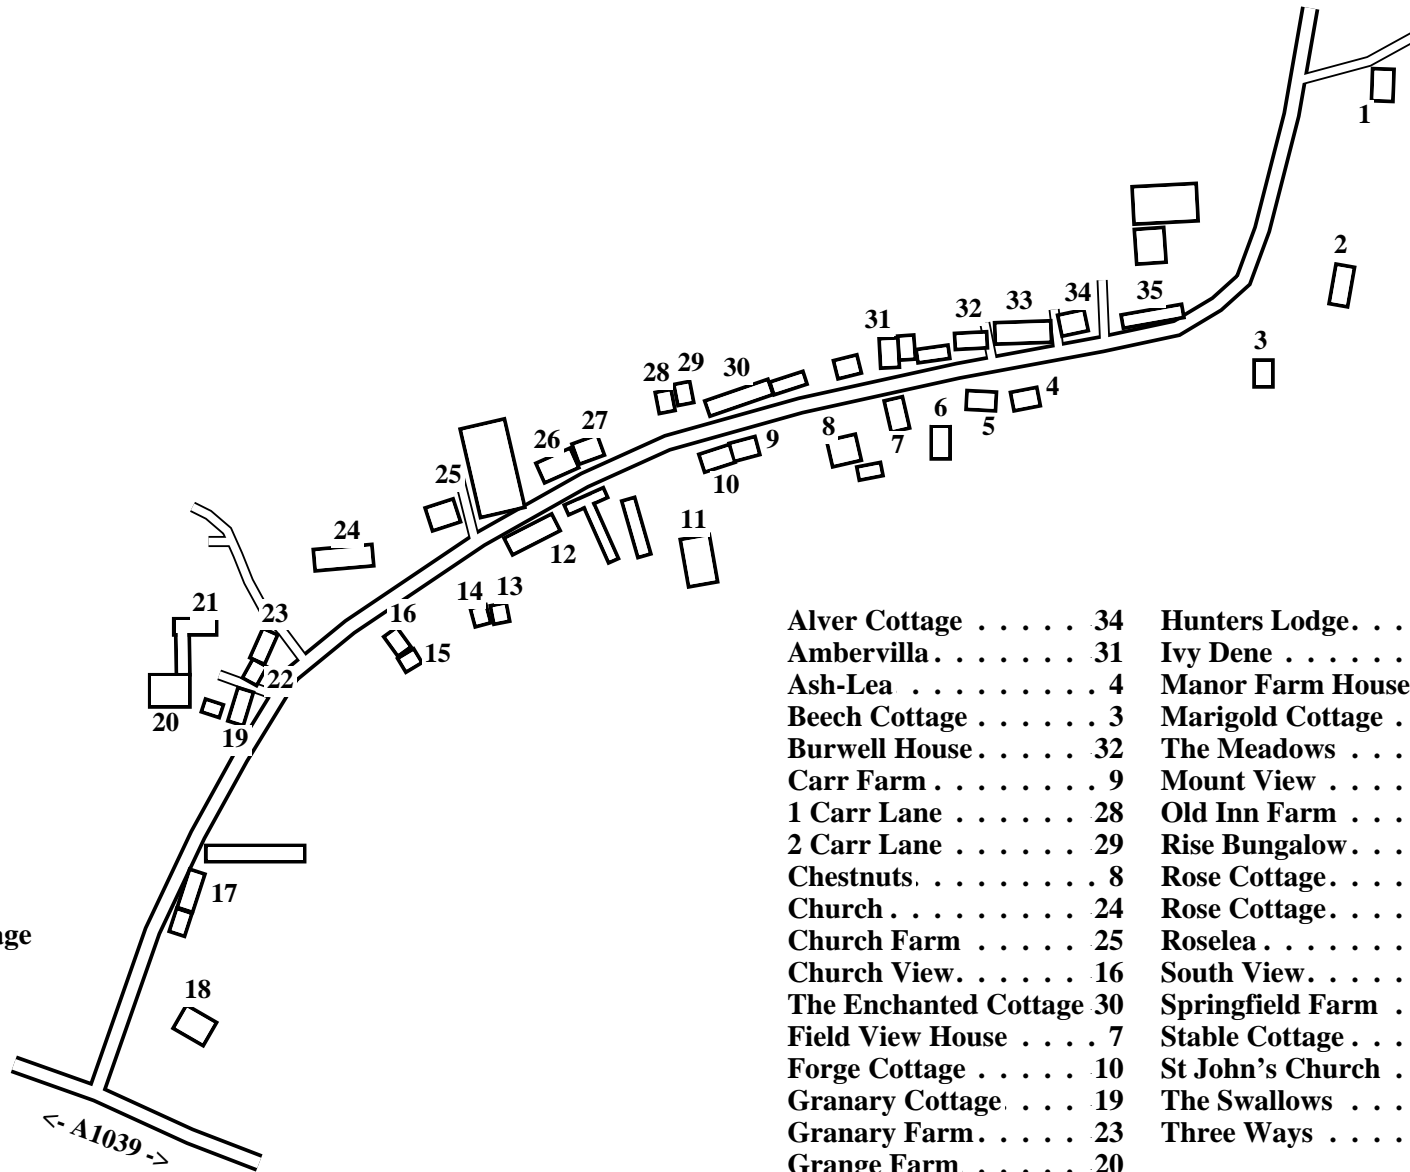 1
2
35
34
33
32
31
3
4
5
6
7
8
30
29
28
9
10
27
26
25
11
12
24
13
14
16
15
21
23
22
20
19
17
18
age
<- A1039 ->
Alver Cottage . . . . . 34
Ambervilla . . . . . . . 31
Ash-Lea . . . . . . . . . 4
Beech Cottage . . . . . . 3
Burwell House . . . . . 32
Carr Farm . . . . . . . . 9
1 Carr Lane . . . . . . 28
2 Carr Lane . . . . . . 29
Chestnuts . . . . . . . . . 8
Church . . . . . . . . . 24
Church Farm . . . . . 25
Church View . . . . . . 16
The Enchanted Cottage 30
Field View House . . . . 7
Forge Cottage . . . . . 10
Granary Cottage . . . . 19
Granary Farm . . . . . 23
Grange Farm . . . . . . 20
Hunters Lodge . . .
Ivy Dene . . . . . .
Manor Farm House
Marigold Cottage .
The Meadows . . .
Mount View . . . .
Old Inn Farm . . .
Rise Bungalow . . .
Rose Cottage . . . .
Rose Cottage . . . .
Roselea . . . . . . .
South View . . . . .
Springfield Farm .
Stable Cottage . . .
St John's Church .
The Swallows . . .
Three Ways . . . .